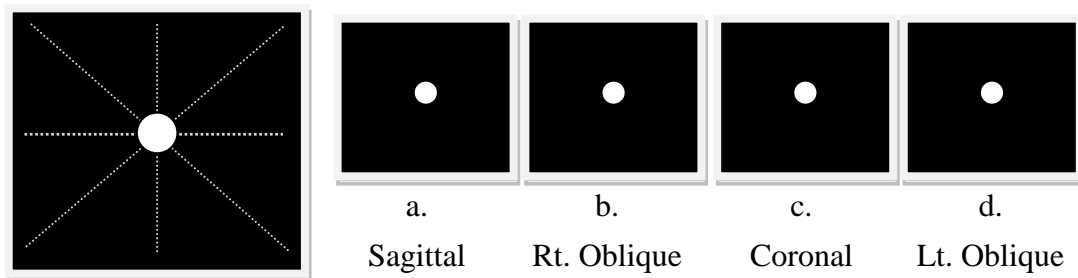 a. b. c. d.
Sagittal Rt. Oblique Coronal Lt. Oblique